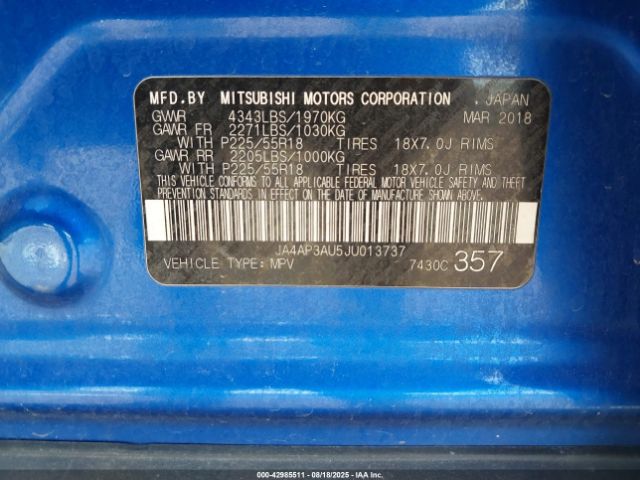 MFD.BY MITSUBISHI MOTORS CORPORATION . JAPAN
GVWR 4343LBS/1970KG MAR 2018
GAWR FR 2271LBS/1030KG
WITH P225/55R18 TIRES 18X7.0J RIMS
GAWR RR 2205LBS/1000KG
WITH P225/55R18 TIRES 18X7.0J RIMS
THIS VEHICLE CONFORMS TO ALL APPLICABLE FEDERAL MOTOR VEHICLE SAFETY AND THEFT
PREVENTION STANDARDS IN EFFECT ON THE DATE OF MANUFACTURE SHOWN ABOVE.
JA4AP3AU5JU013737
VEHICLE TYPE: MPV 7430C 357
000-42985511 - 08/18/2025 - © IAA Holdings, LLC